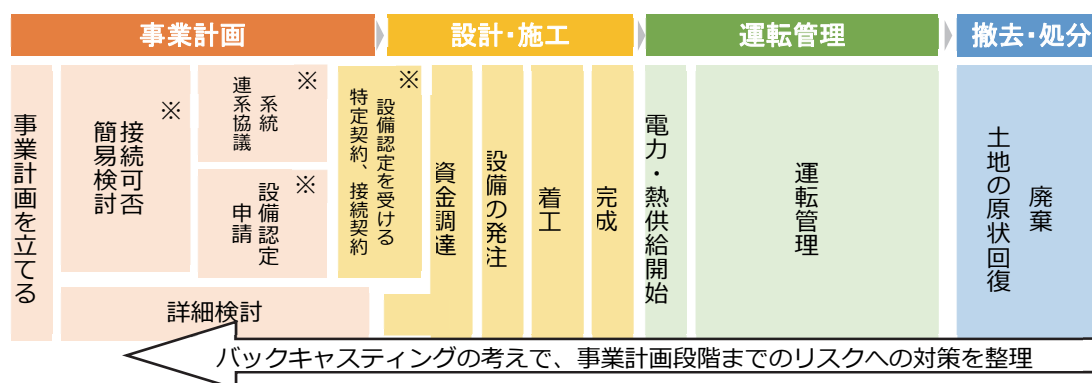 事業計画
設計・施工
運転管理
撤去・処分
事業計画を立てる
※
接続可否
簡易検討
※
系統
連系協議
※
設備認定
申請
※
設備認定を受ける
特定契約、接続契約
詳細検討
資金調達
設備の発注
着工
完成
電力・熱供給開始
運転管理
廃棄
土地の原状回復
バックキャスティングの考えで、事業計画段階までのリスクへの対策を整理